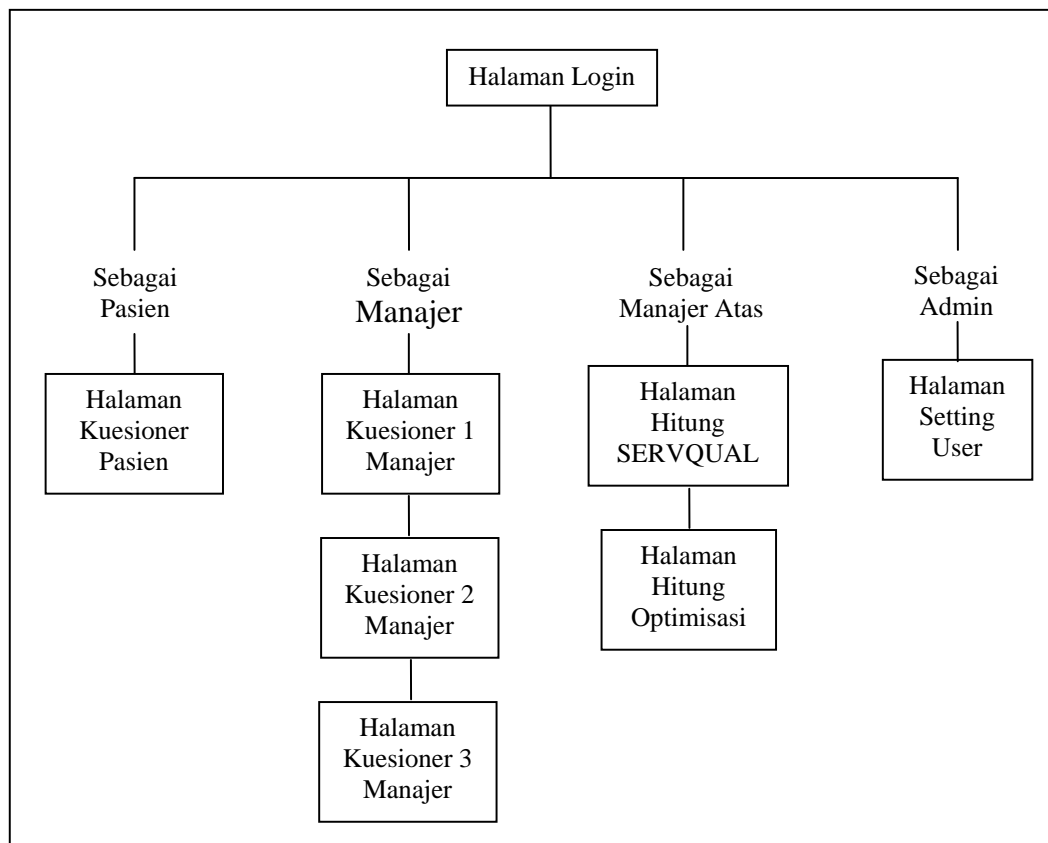 Halaman Login
Sebagai
Pasien
Sebagai
Manajer
Sebagai
Manajer Atas
Sebagai
Admin
Halaman
Kuesioner
Pasien
Halaman
Kuesioner 1
Manajer
Halaman
Hitung
SERVQUAL
Halaman
Setting
User
Halaman
Kuesioner 2
Manajer
Halaman
Hitung
Optimisasi
Halaman
Kuesioner 3
Manajer